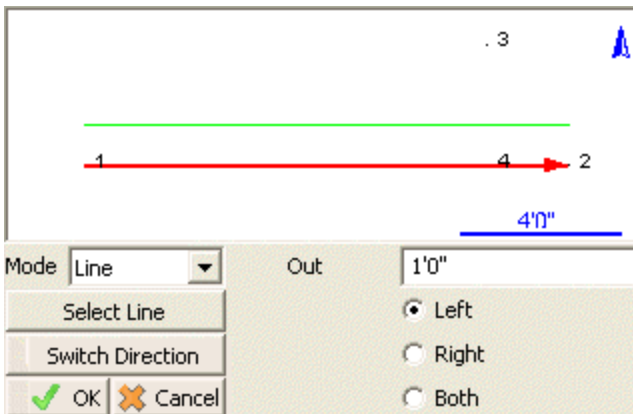 . 3
1
4
2
4'0"
Mode Line Out 1'0"
Select Line Left
Switch Direction Right
OK Cancel Both